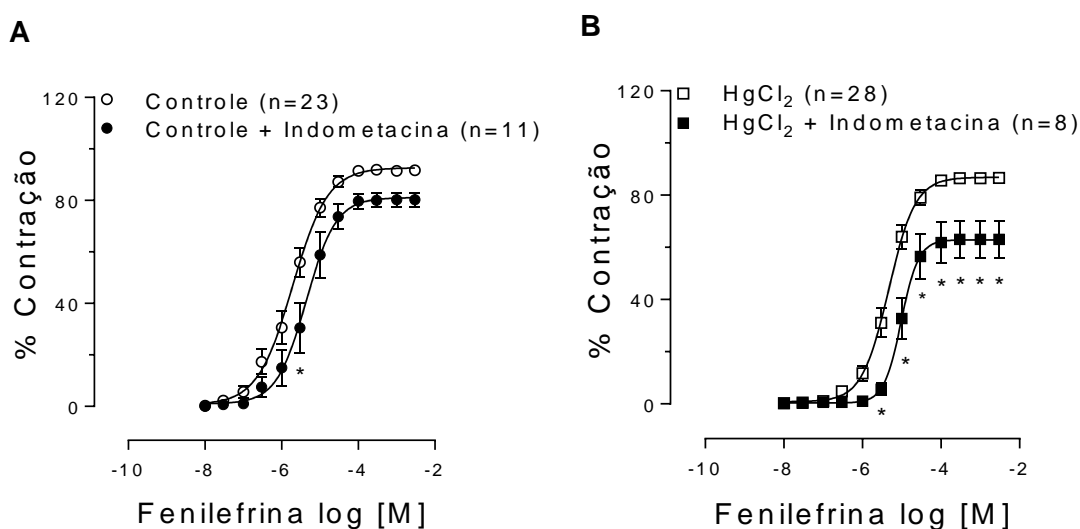 A
Controle (n=23)
Controle + Indometacina (n=11)
120
80
40
0
% Contração
*
-10 -8 -6 -4 -2
Fenilefrina log [M]
B
HgCl₂ (n=28)
HgCl₂ + Indometacina (n=8)
120
80
40
0
% Contração
* * * * * * *
-10 -8 -6 -4 -2
Fenilefrina log [M]